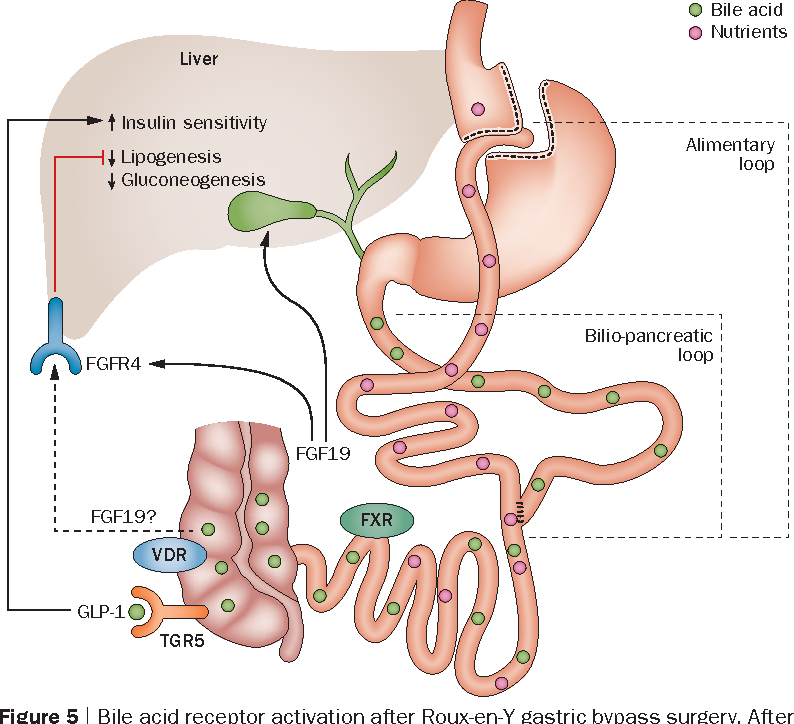 Bile acid
Nutrients
Liver
Insulin sensitivity
Lipogenesis
Gluconeogenesis
Alimentary
loop
Bilio-pancreatic
loop
FGFR4
FGF19
FGF19?
FXR
VDR
GLP-1
TGR5
Figure 5 | Bile acid receptor activation after Roux-en-Y gastric bypass surgery. After